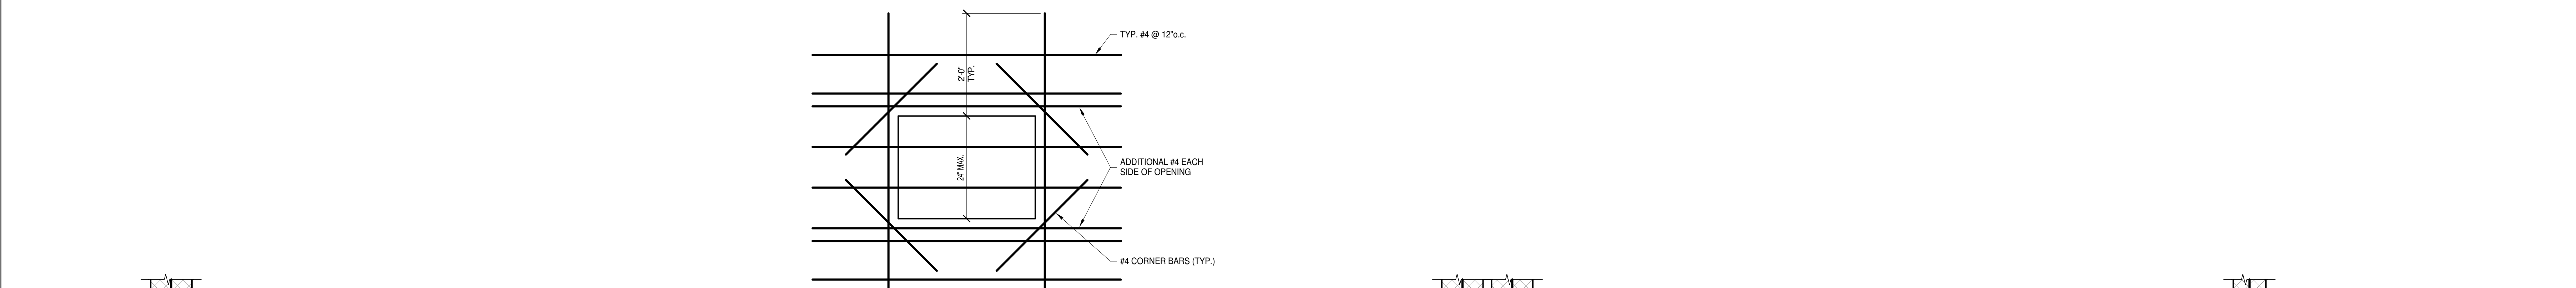 TYP. #4 @ 12"o.c.
2'-0"
TYP.
24" MAX.
ADDITIONAL #4 EACH
SIDE OF OPENING
#4 CORNER BARS (TYP.)